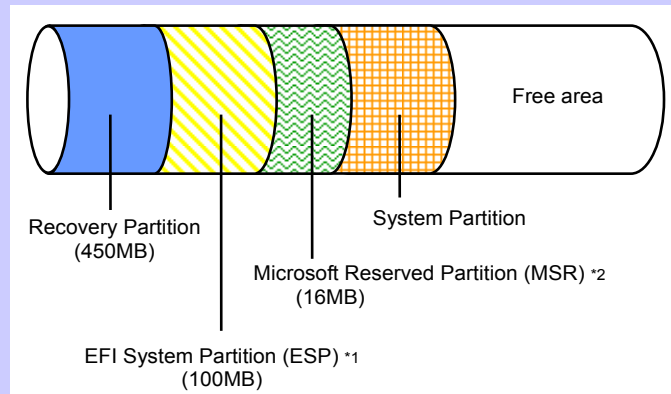 Free area
Recovery Partition
(450MB)
System Partition
Microsoft Reserved Partition (MSR) *2
(16MB)
EFI System Partition (ESP) *1
(100MB)